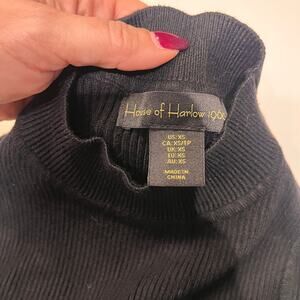 House of Harlow 1960
US: XS
CA: XS/TP
UK: XS
EU: XS
AU: XS
MADE IN
CHINA